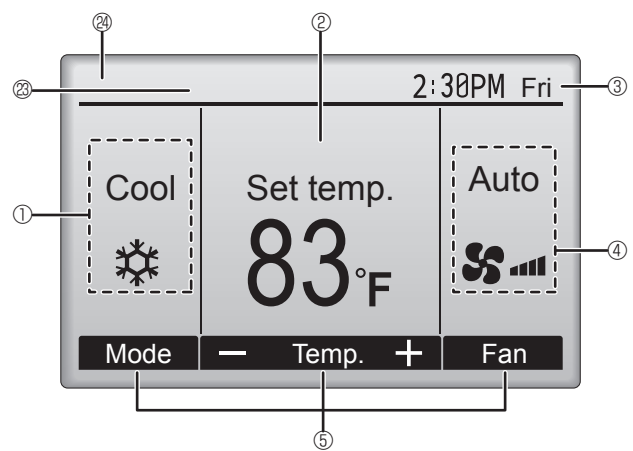 ㉔
②
㉓
2:30PM Fri
③
Cool
Set temp.
Auto
①
83°F
④
Mode
— Temp. +
Fan
⑤